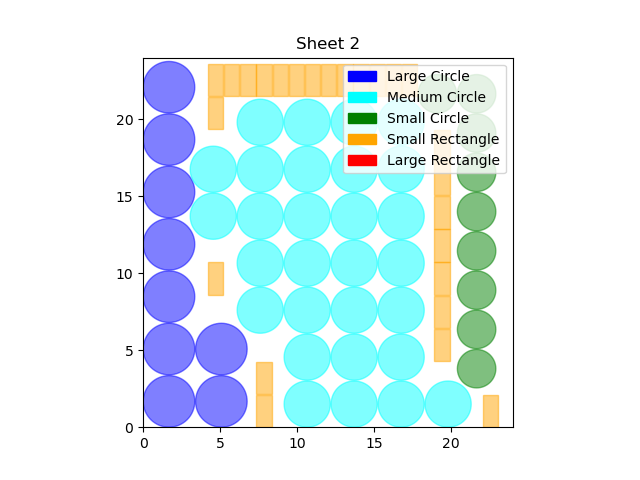 Sheet 2
Large Circle
Medium Circle
Small Circle
Small Rectangle
Large Rectangle
20
15
10
5
0
0 5 10 15 20